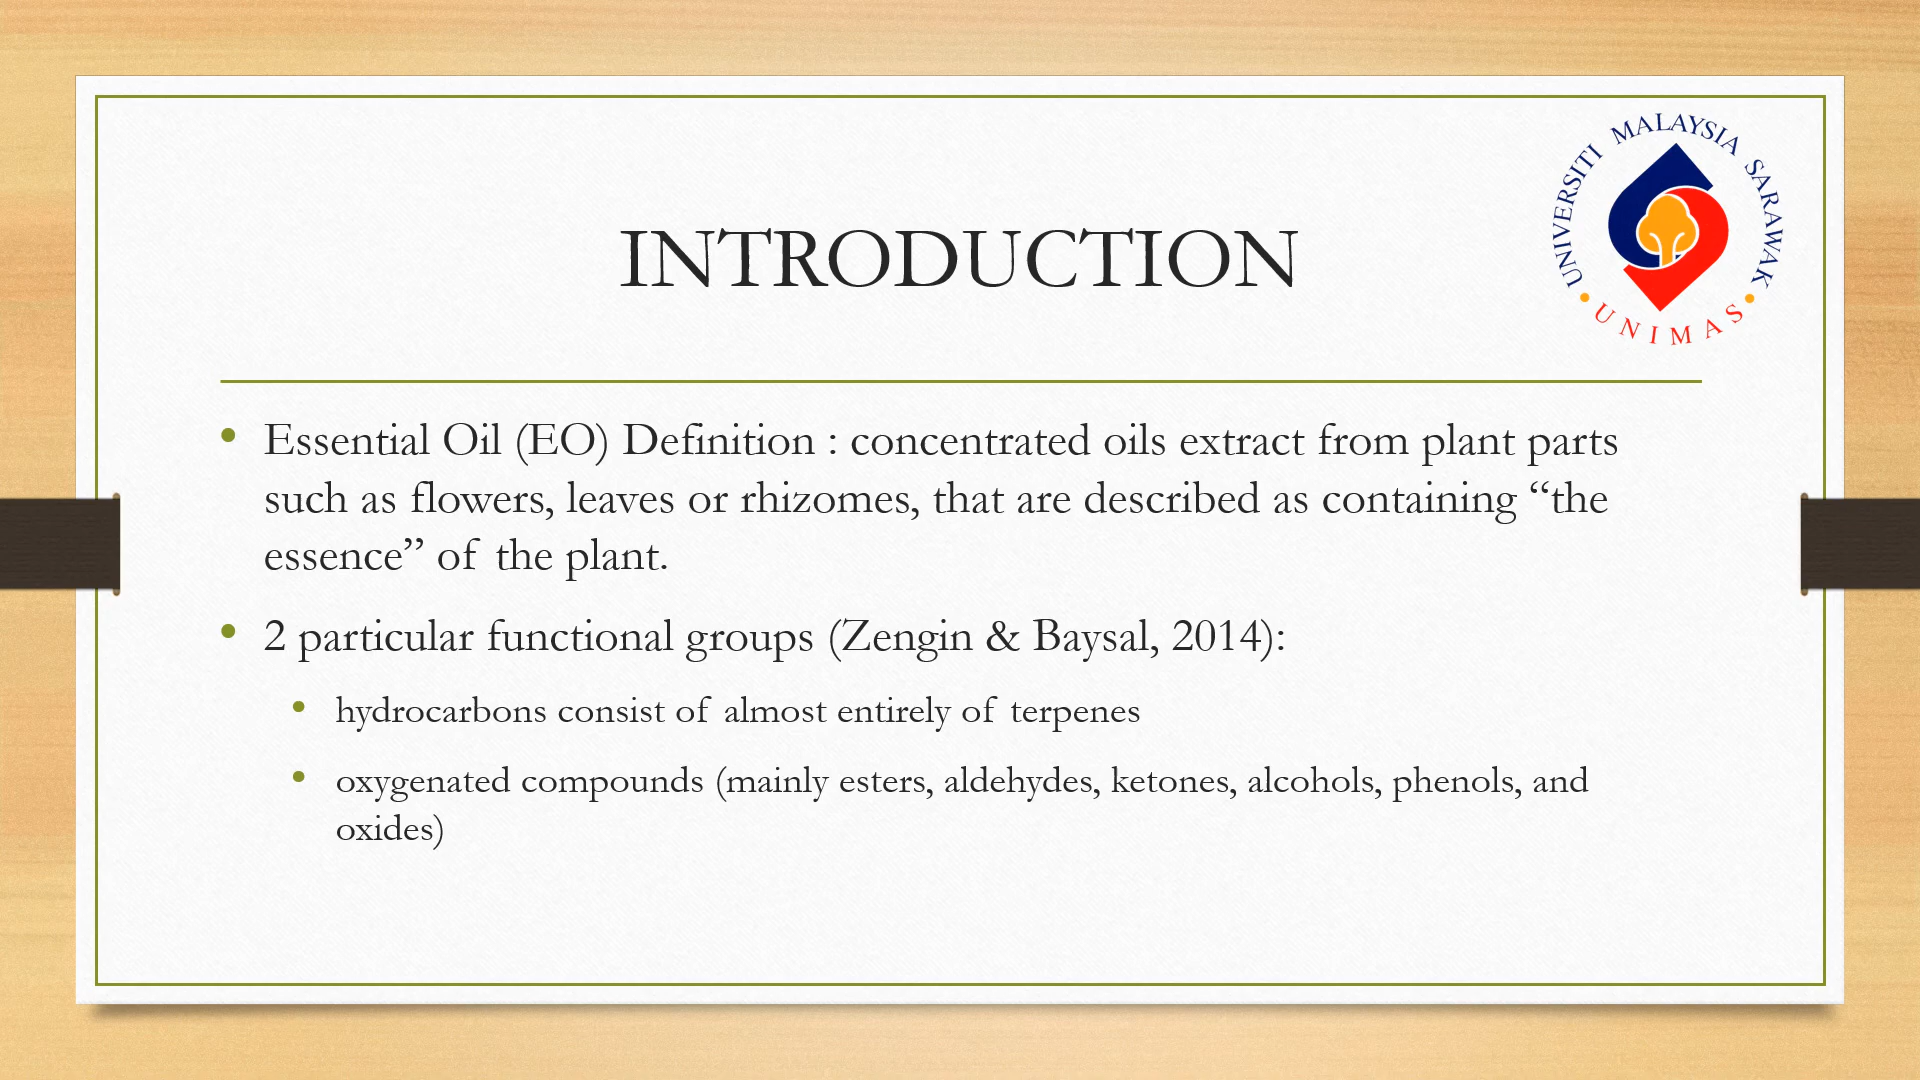 UNIVERSITI MALAYSIA SARAWAK
• UNIMAS •
INTRODUCTION
• Essential Oil (EO) Definition : concentrated oils extract from plant parts
such as flowers, leaves or rhizomes, that are described as containing “the
essence” of the plant.
• 2 particular functional groups (Zengin & Baysal, 2014):
• hydrocarbons consist of almost entirely of terpenes
• oxygenated compounds (mainly esters, aldehydes, ketones, alcohols, phenols, and
oxides)